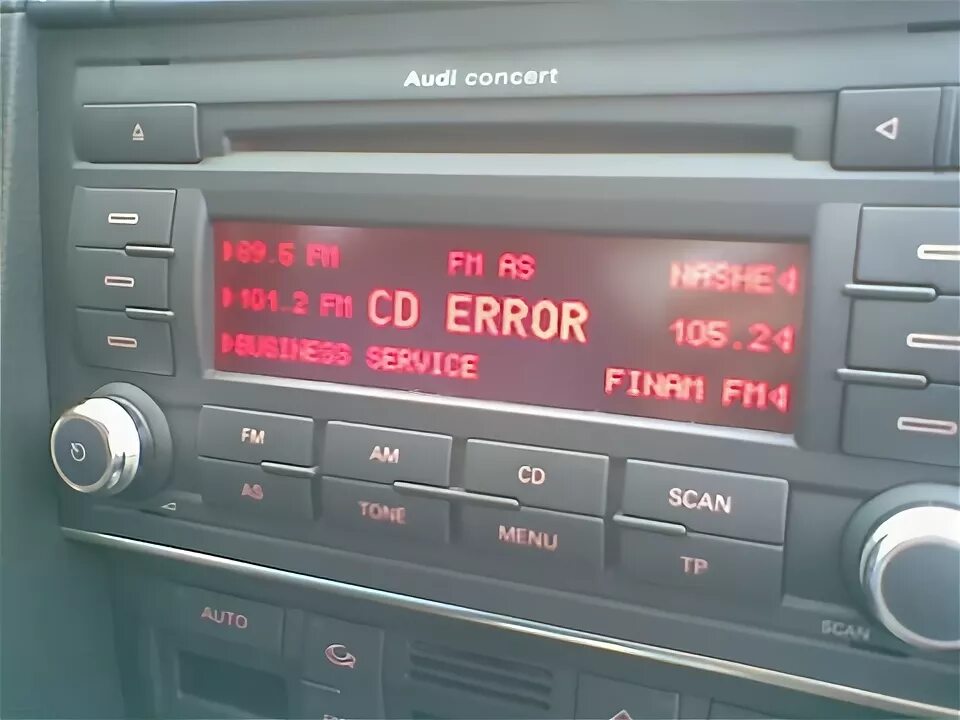 Audi concert
89.5 FM
FM AS
NASHE
101.2 FM
CD ERROR
105.2
BUSINESS SERVICE
FINAM FM
FM
AM
CD
SCAN
AS
TONE
MENU
TP
SCAN
AUTO